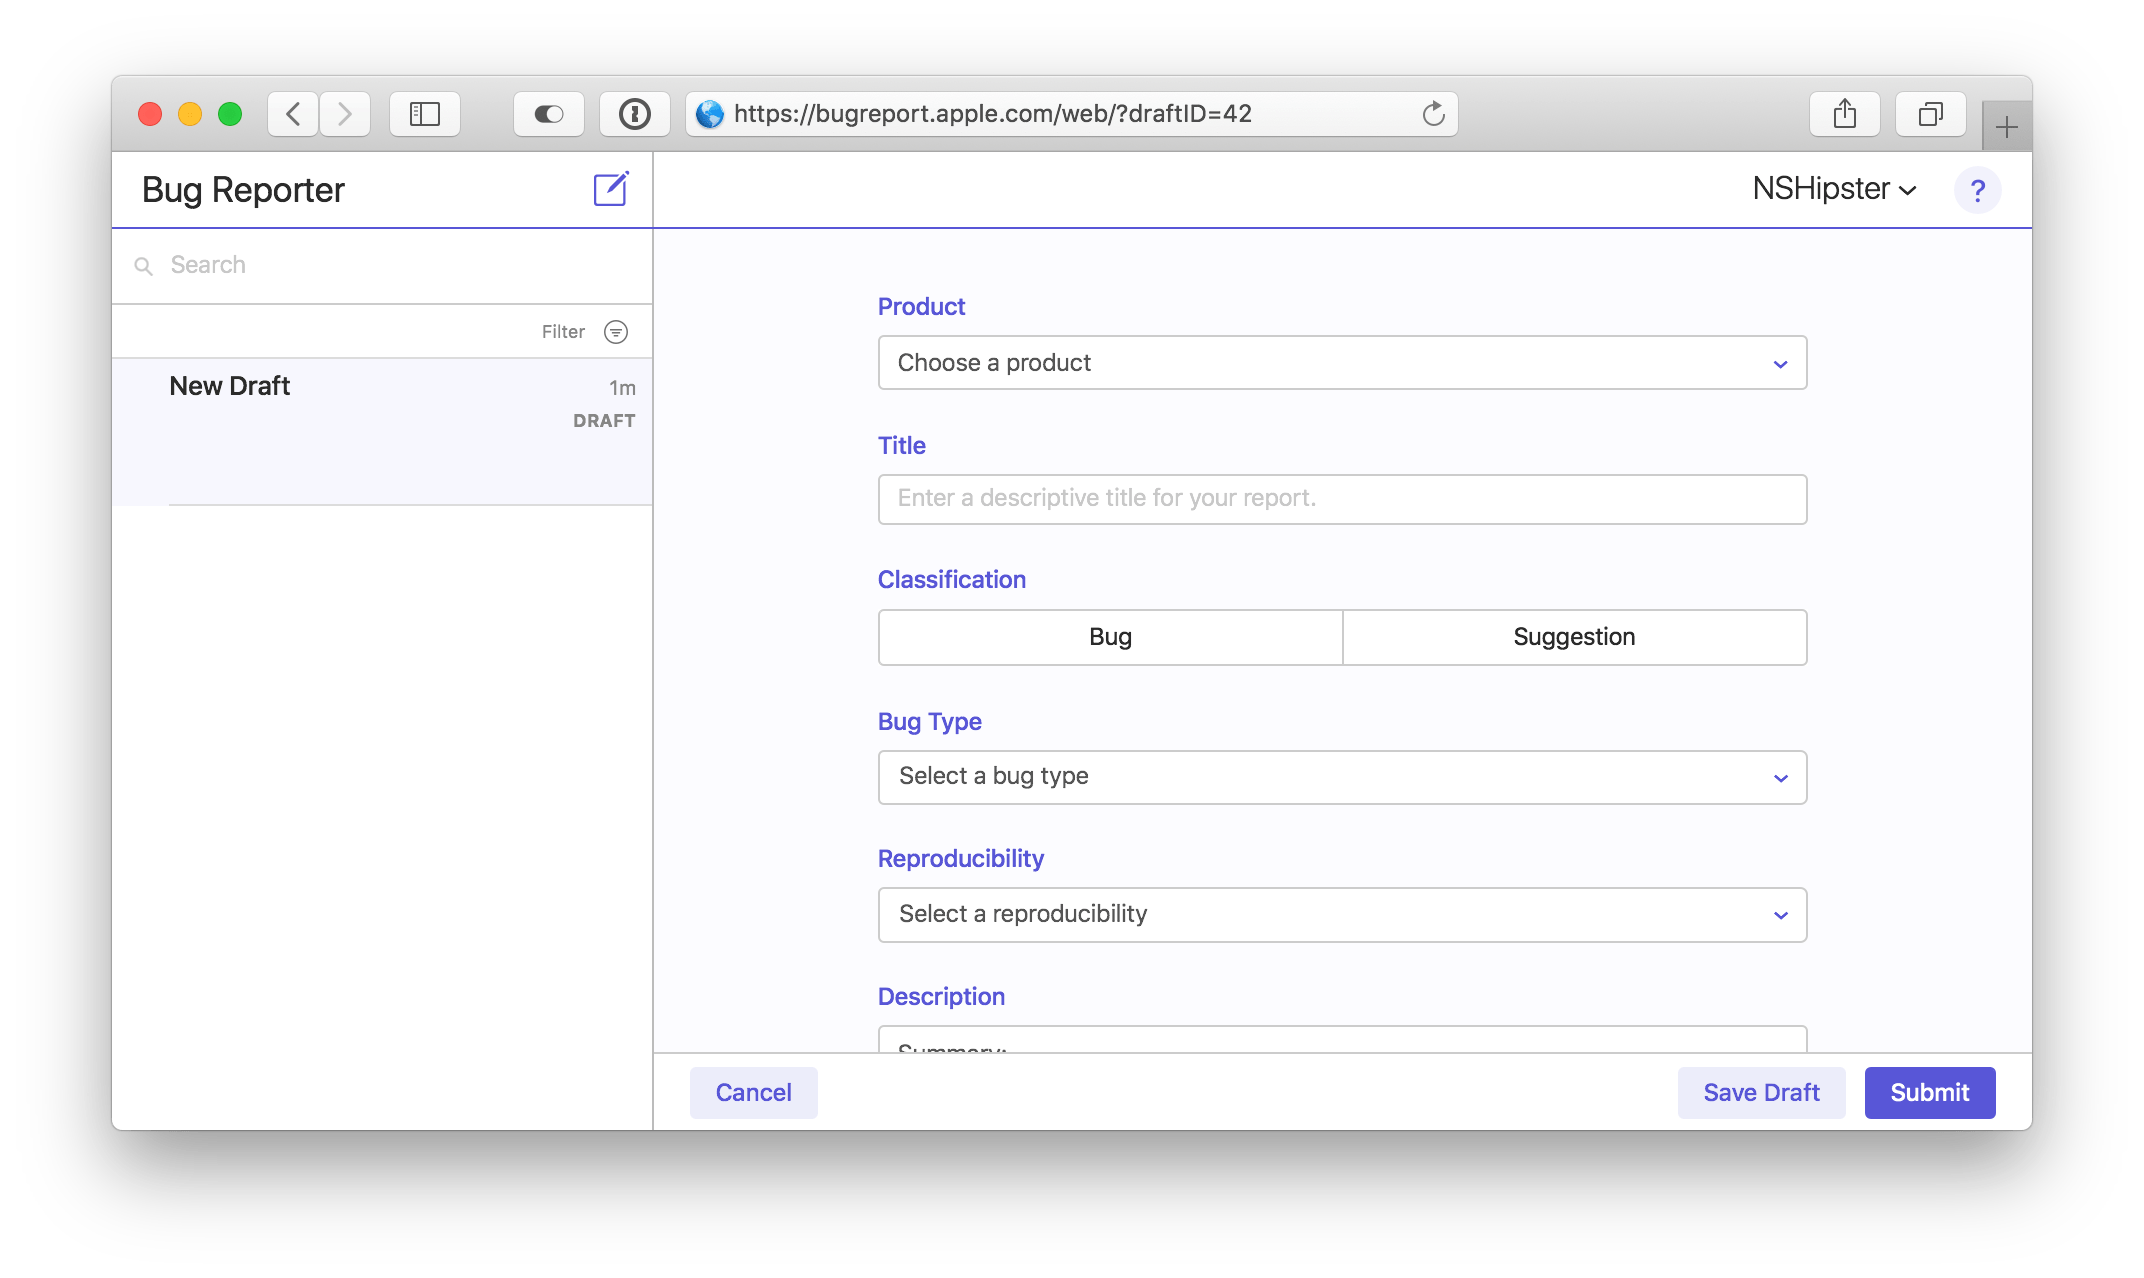 https://bugreport.apple.com/web/?draftID=42
Bug Reporter
NSHipster
?
Search
Filter
New Draft
1m
DRAFT
Product
Choose a product
Title
Enter a descriptive title for your report.
Classification
Bug
Suggestion
Bug Type
Select a bug type
Reproducibility
Select a reproducibility
Description
Summary:
Cancel
Save Draft
Submit